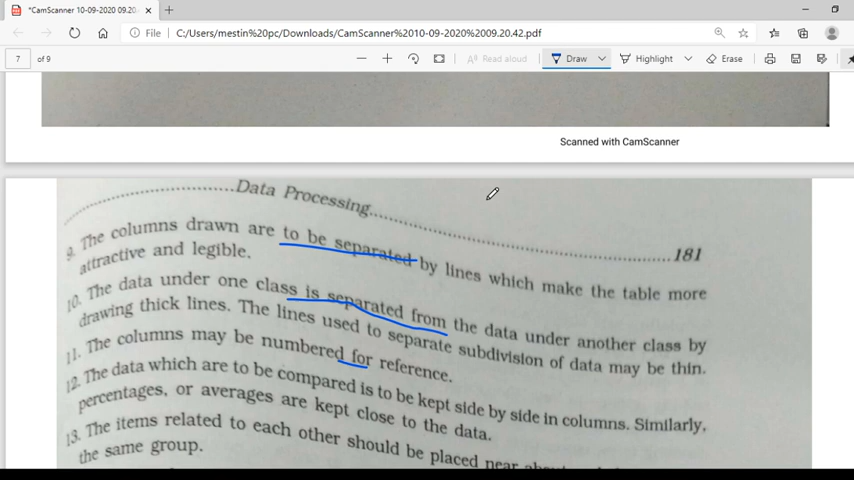 *CamScanner 10-09-2020 09.20
File C:/Users/mestin%20pc/Downloads/CamScanner%2010-09-2020%2009.20.42.pdf
7 of 9 Read aloud Draw Highlight Erase
Scanned with CamScanner
Data Processing
181
9. The columns drawn are to be separated by lines which make the table more
attractive and legible.
10. The data under one class is separated from the data under another class by
drawing thick lines. The lines used to separate subdivision of data may be thin.
11. The columns may be numbered for reference.
12. The data which are to be compared is to be kept side by side in columns. Similarly,
percentages, or averages are kept close to the data.
13. The items related to each other should be placed near
the same group.